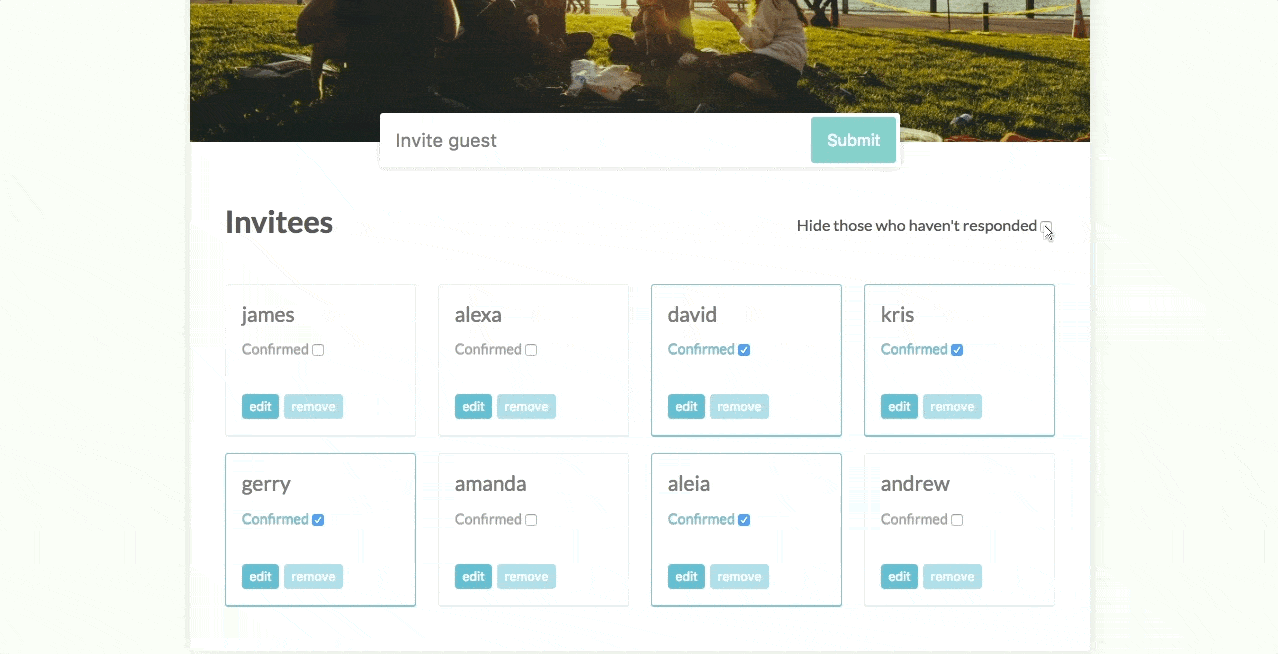 Invite guest
Submit
Invitees
Hide those who haven't responded
james
alexa
david
kris
Confirmed
Confirmed
Confirmed
Confirmed
edit remove
edit remove
edit remove
edit remove
gerry
amanda
aleia
andrew
Confirmed
Confirmed
Confirmed
Confirmed
edit remove
edit remove
edit remove
edit remove